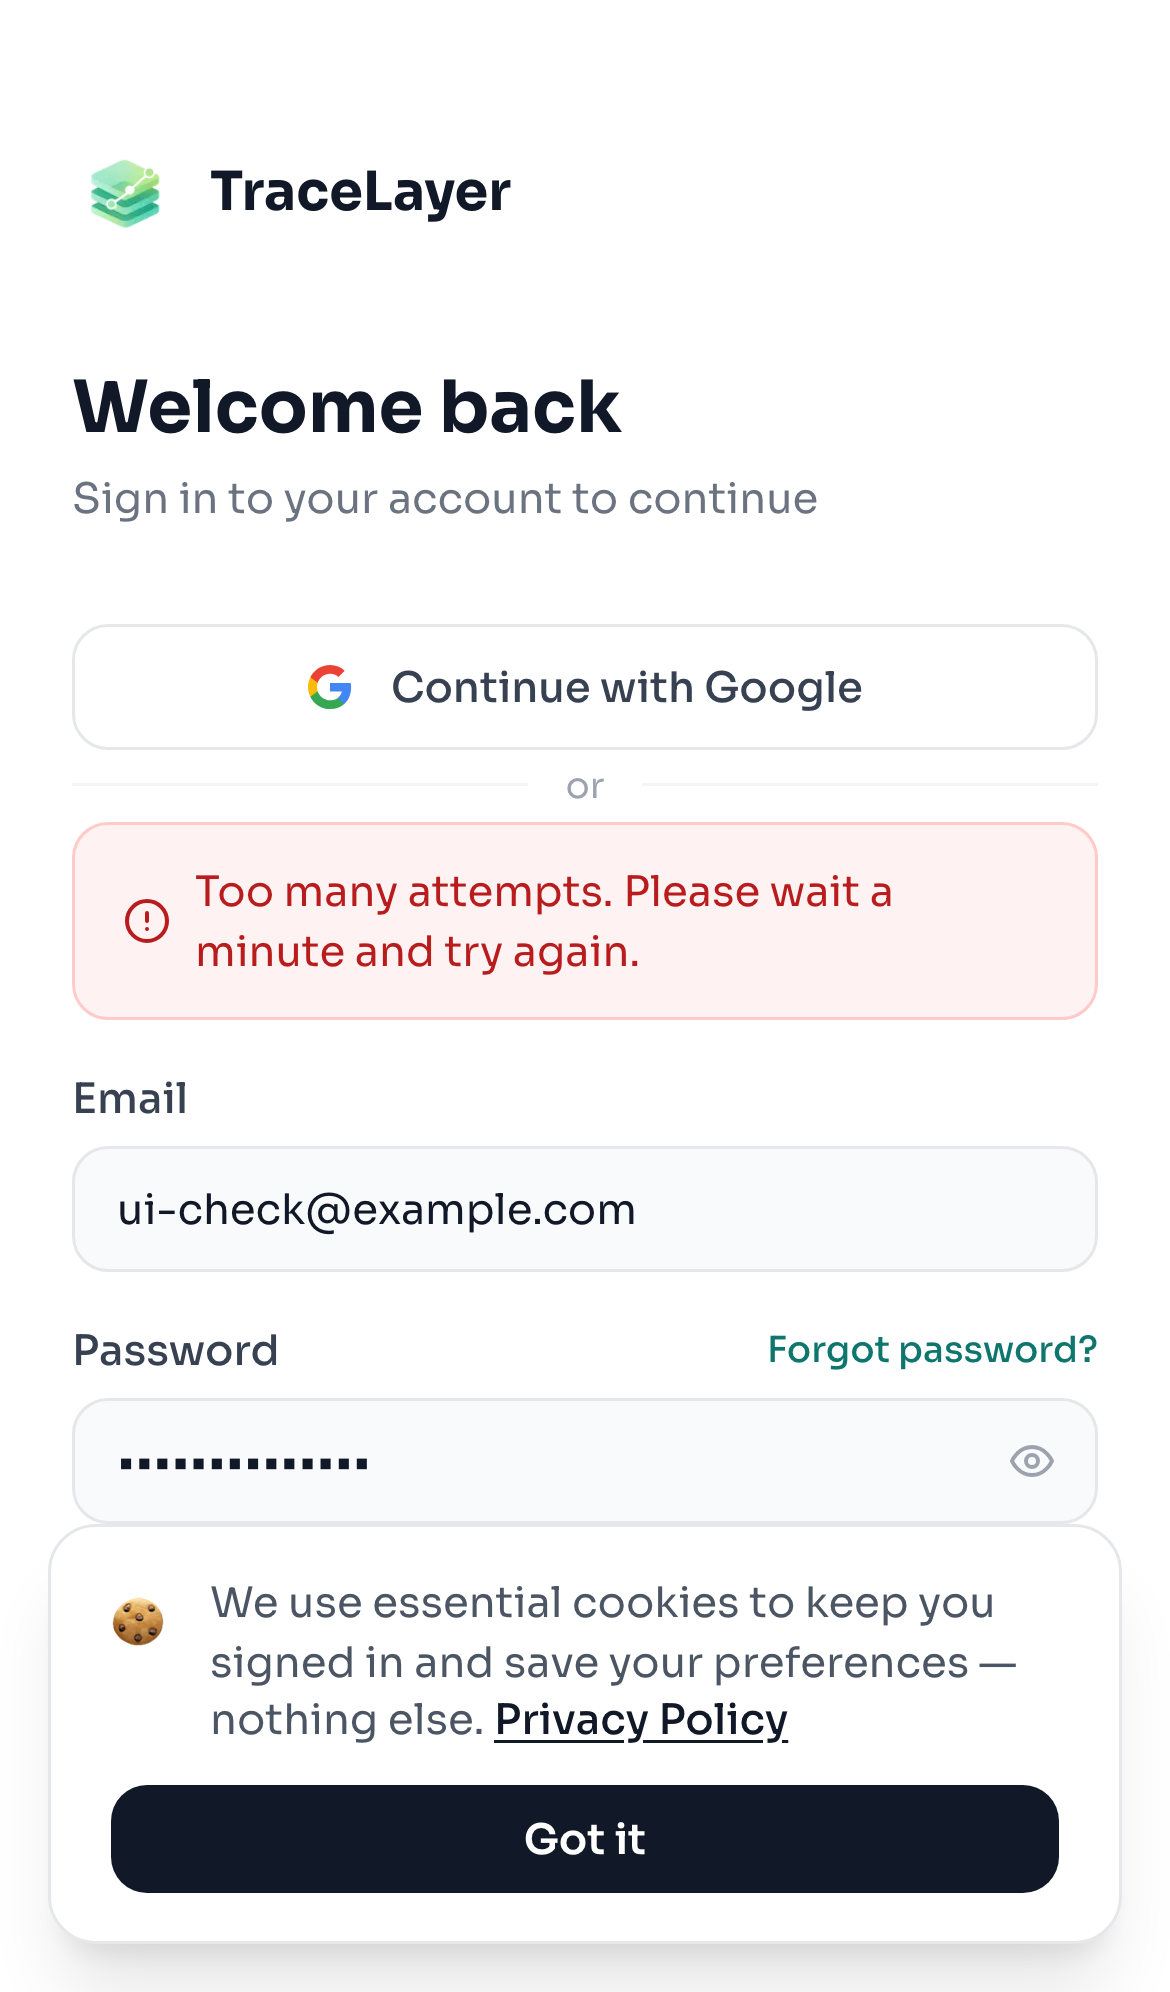 TraceLayer
Welcome back
Sign in to your account to continue
Continue with Google
or
Too many attempts. Please wait a
minute and try again.
Email
ui-check@example.com
Password
Forgot password?
We use essential cookies to keep you
signed in and save your preferences —
nothing else. Privacy Policy
Got it